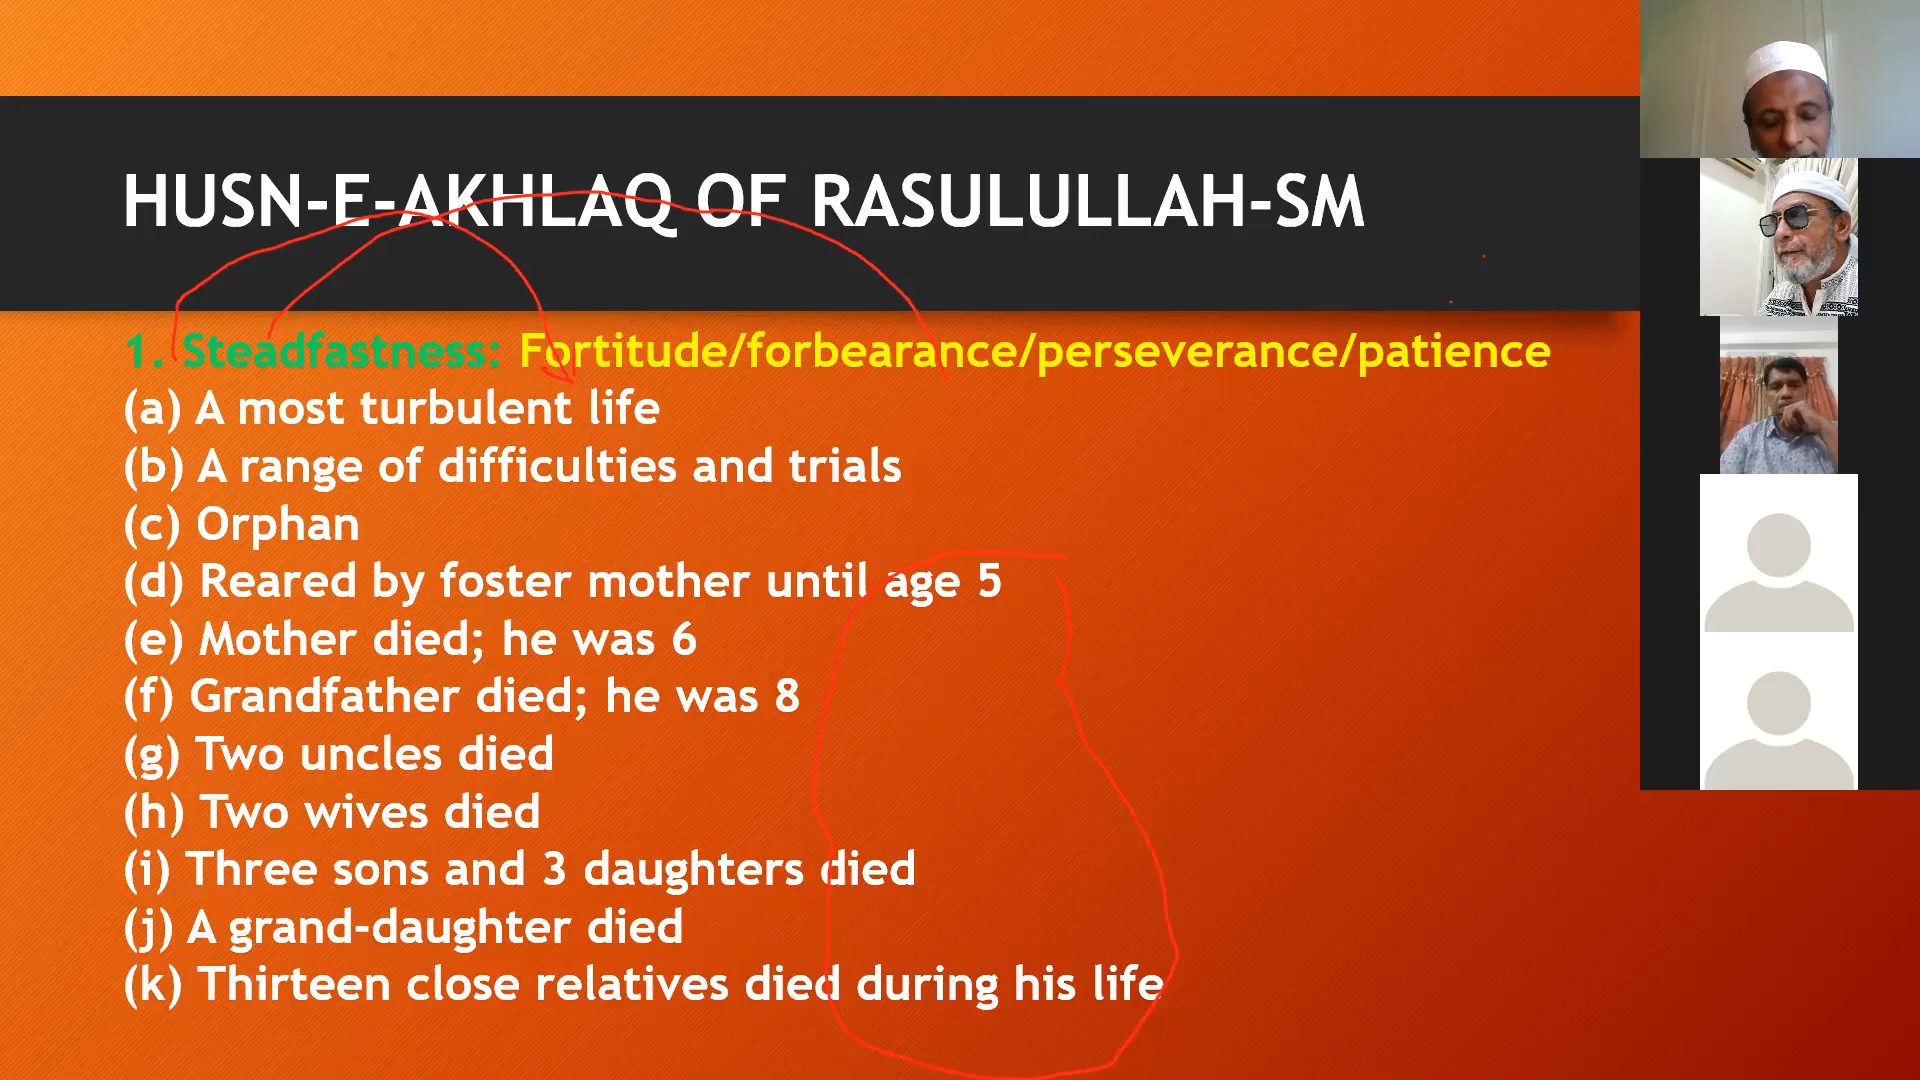 HUSN-E-AKHLAQ OF RASULULLAH-SM
1. Steadfastness: Fortitude/forbearance/perseverance/patience
(a) A most turbulent life
(b) A range of difficulties and trials
(c) Orphan
(d) Reared by foster mother until age 5
(e) Mother died; he was 6
(f) Grandfather died; he was 8
(g) Two uncles died
(h) Two wives died
(i) Three sons and 3 daughters died
(j) A grand-daughter died
(k) Thirteen close relatives died during his life